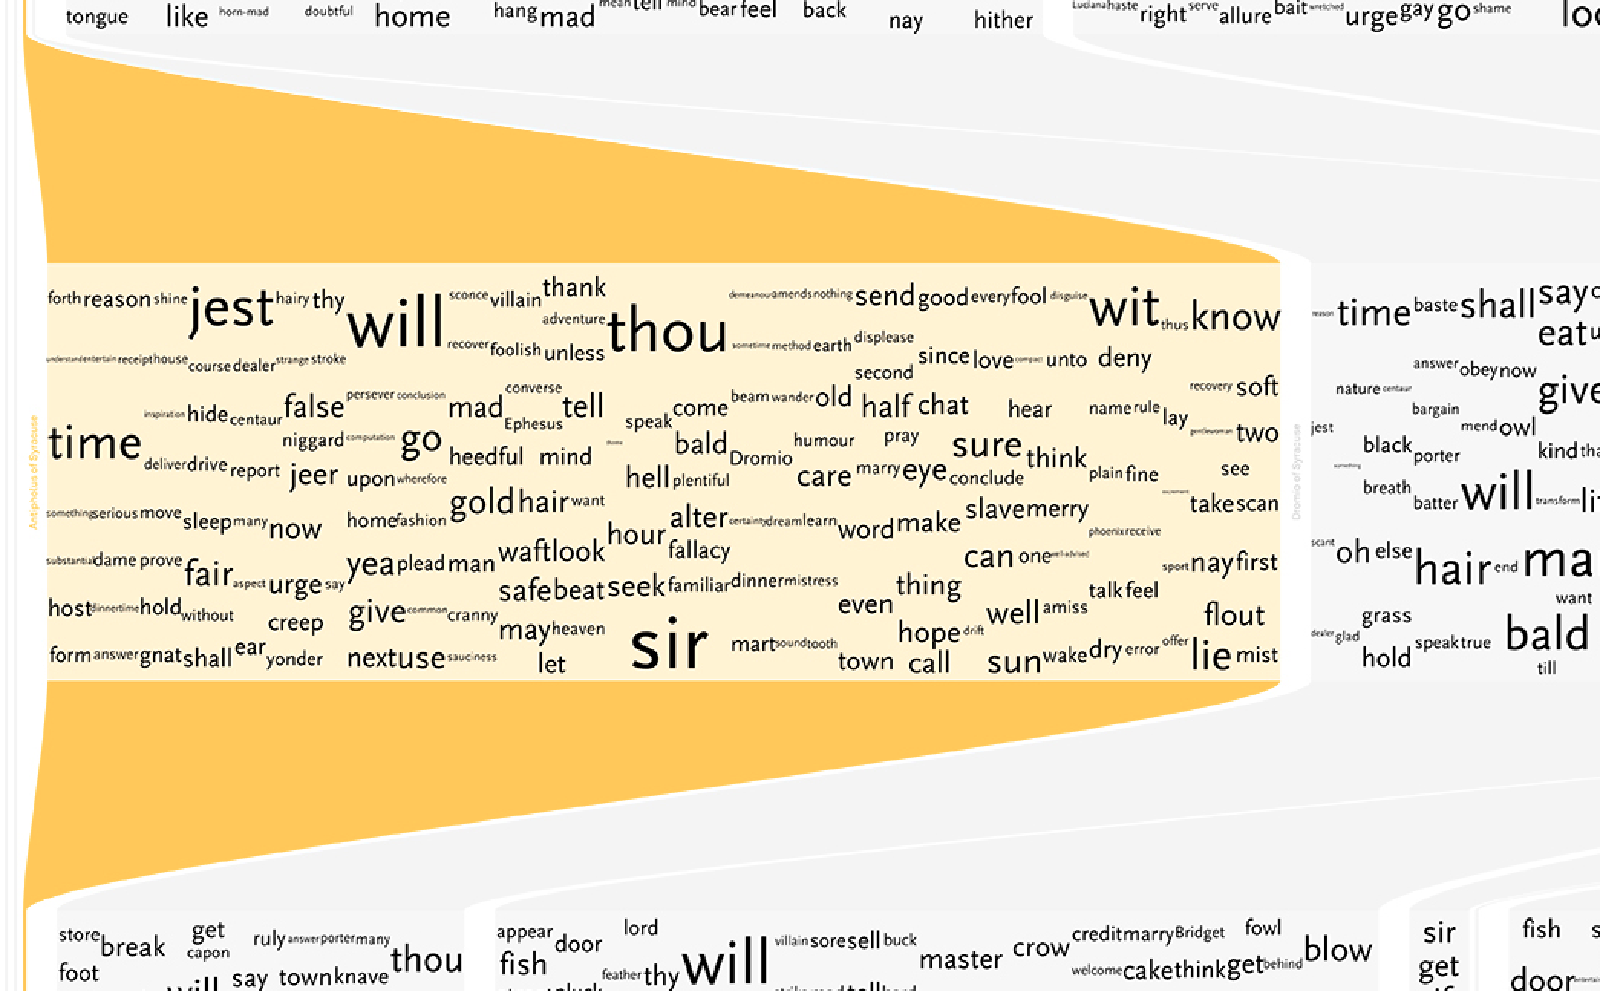 tongue like horn-mad doubtful home hang mad mean tell mind bear feel back nay hither
Luciana haste right serve allure bait wretched urge gay go shame
forth reason shine jest hairy thy will sconce villain thank thou amends nothing send good every fool disguise wit thus know
adventure recover foolish unless sometime method earth displease second since love compact unto deny
understand entertain receipt house course dealer strange stroke
inspiration hide centaur false persever conclusion mad converse Ephesus tell speak come beam wander old half chat hear name rule lay recovery soft
time niggard computation go heedful mind bald Dromio humour pray sure think gentlewoman two
deliver drive report jeer upon wherefore hell plentiful care marry eye conclude plain fine see
something serious move sleep many now home fashion gold hair want hour alter certainty dream learn word make slave merry phoenix receive take scan
substantial dame prove fair aspect urge say yea plead man waft look fallacy can one well-advised sport nay first
host dinnertime hold without creep give common cranny safe beat seek familiar dinner mistress even thing well amiss talk feel flout
form answer gnat shall ear yonder next use sauciness may heaven let sir mart sound tooth town hope drift call sun wake dry error offer lie mist
Antipholus of Syracuse
Dromio of Syracuse
reason time baste shall say
eat
answer obey now
nature centaur give
bargain
jest mend owl
black porter kind
something
breath batter will transform
scant oh else hair end
want
grass
dealer glad hold speak true bald
till
store break get capon ruly answer porter many thou
foot will say town knave
appear door lord villain sore sell buck master crow credit marry Bridget fowl blow
fish feather thy will welcome cake think get behind
sir fish
get door